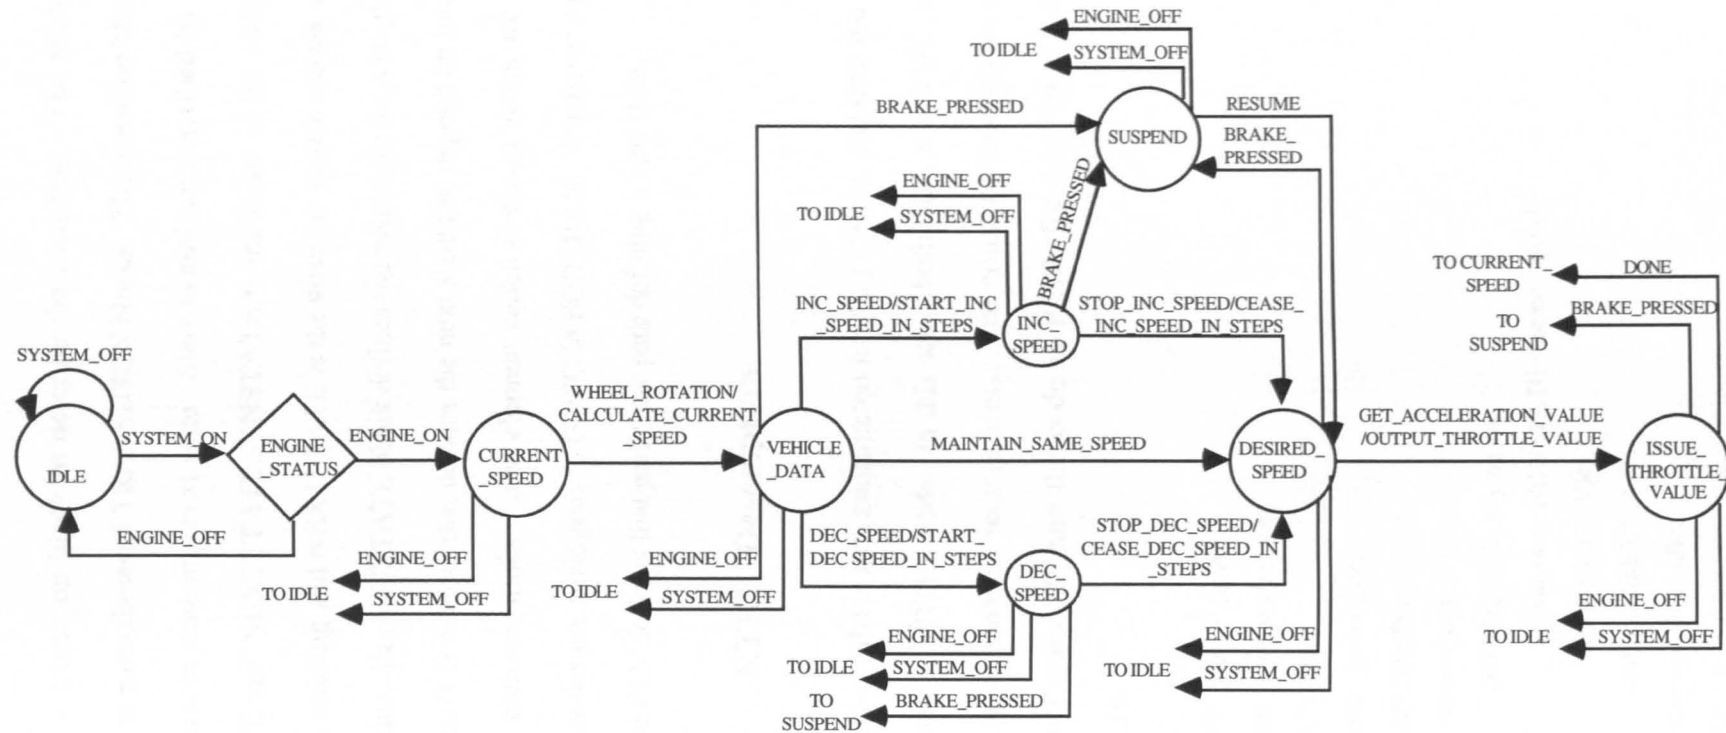 ENGINE_OFF
TO IDLE
SYSTEM_OFF
BRAKE_PRESSED
SUSPEND
RESUME
BRAKE_
PRESSED
ENGINE_OFF
TO IDLE
SYSTEM_OFF
BRAKE_PRESSED
INC_SPEED/START_INC
_SPEED_IN_STEPS
INC_
SPEED
STOP_INC_SPEED/CEASE_
INC_SPEED_IN_STEPS
TO CURRENT_
SPEED
DONE
BRAKE_PRESSED
TO
SUSPEND
SYSTEM_OFF
IDLE
SYSTEM_ON
ENGINE
_STATUS
ENGINE_ON
ENGINE_OFF
CURRENT
_SPEED
WHEEL_ROTATION/
CALCULATE_CURRENT
_SPEED
VEHICLE
_DATA
MAINTAIN_SAME_SPEED
DESIRED_
SPEED
GET_ACCELERATION_VALUE
/OUTPUT_THROTTLE_VALUE
ISSUE_
THROTTLE_
VALUE
ENGINE_OFF
TO IDLE
SYSTEM_OFF
ENGINE_OFF
TO IDLE
SYSTEM_OFF
DEC_SPEED/START_
DEC SPEED_IN_STEPS
DEC_
SPEED
STOP_DEC_SPEED/
CEASE_DEC_SPEED_IN
_STEPS
ENGINE_OFF
TO IDLE
SYSTEM_OFF
TO
SUSPEND
BRAKE_PRESSED
ENGINE_OFF
TO IDLE
SYSTEM_OFF
ENGINE_OFF
TO IDLE
SYSTEM_OFF